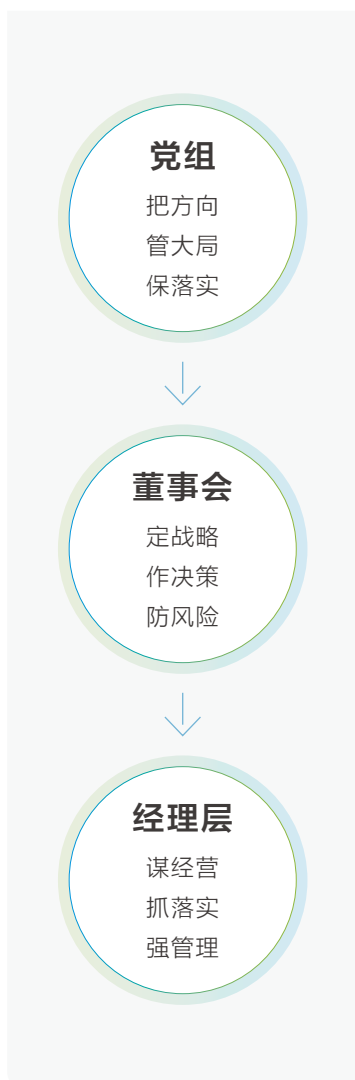 党组
把方向
管大局
保落实
董事会
定战略
作决策
防风险
经理层
谋经营
抓落实
强管理